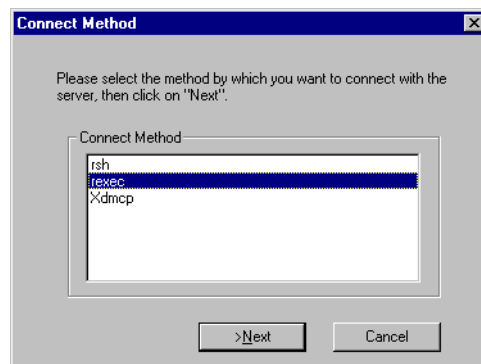 Connect Method
Please select the method by which you want to connect with the
server, then click on "Next".
Connect Method
rsh
rexec
Xdmcp
>Next
Cancel